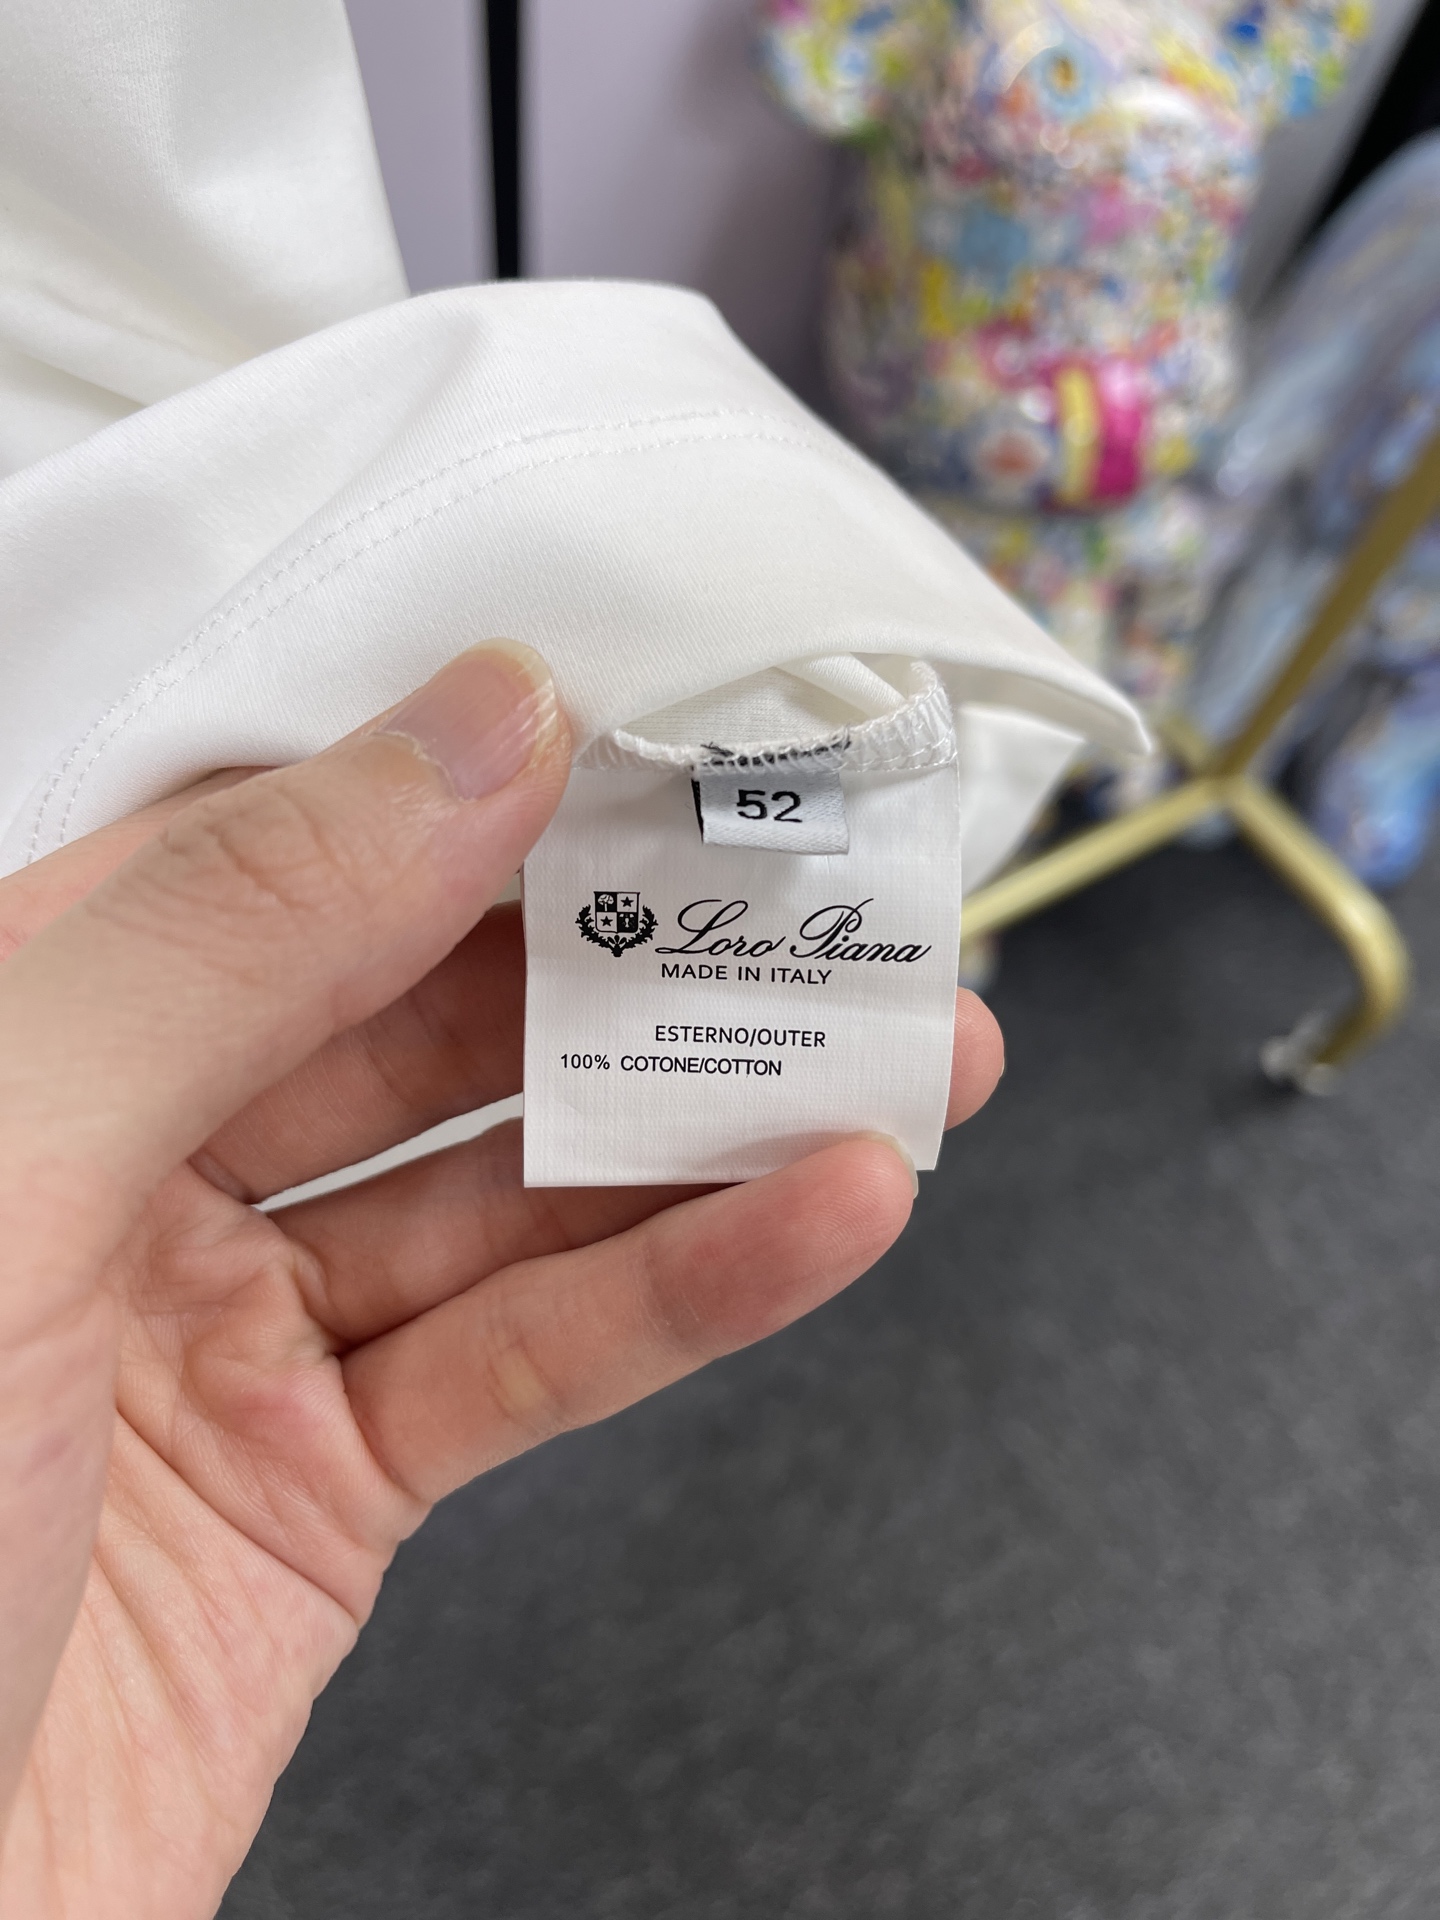 52
Loro Piana
MADE IN ITALY
ESTERNO/OUTER
100% COTONE/COTTON